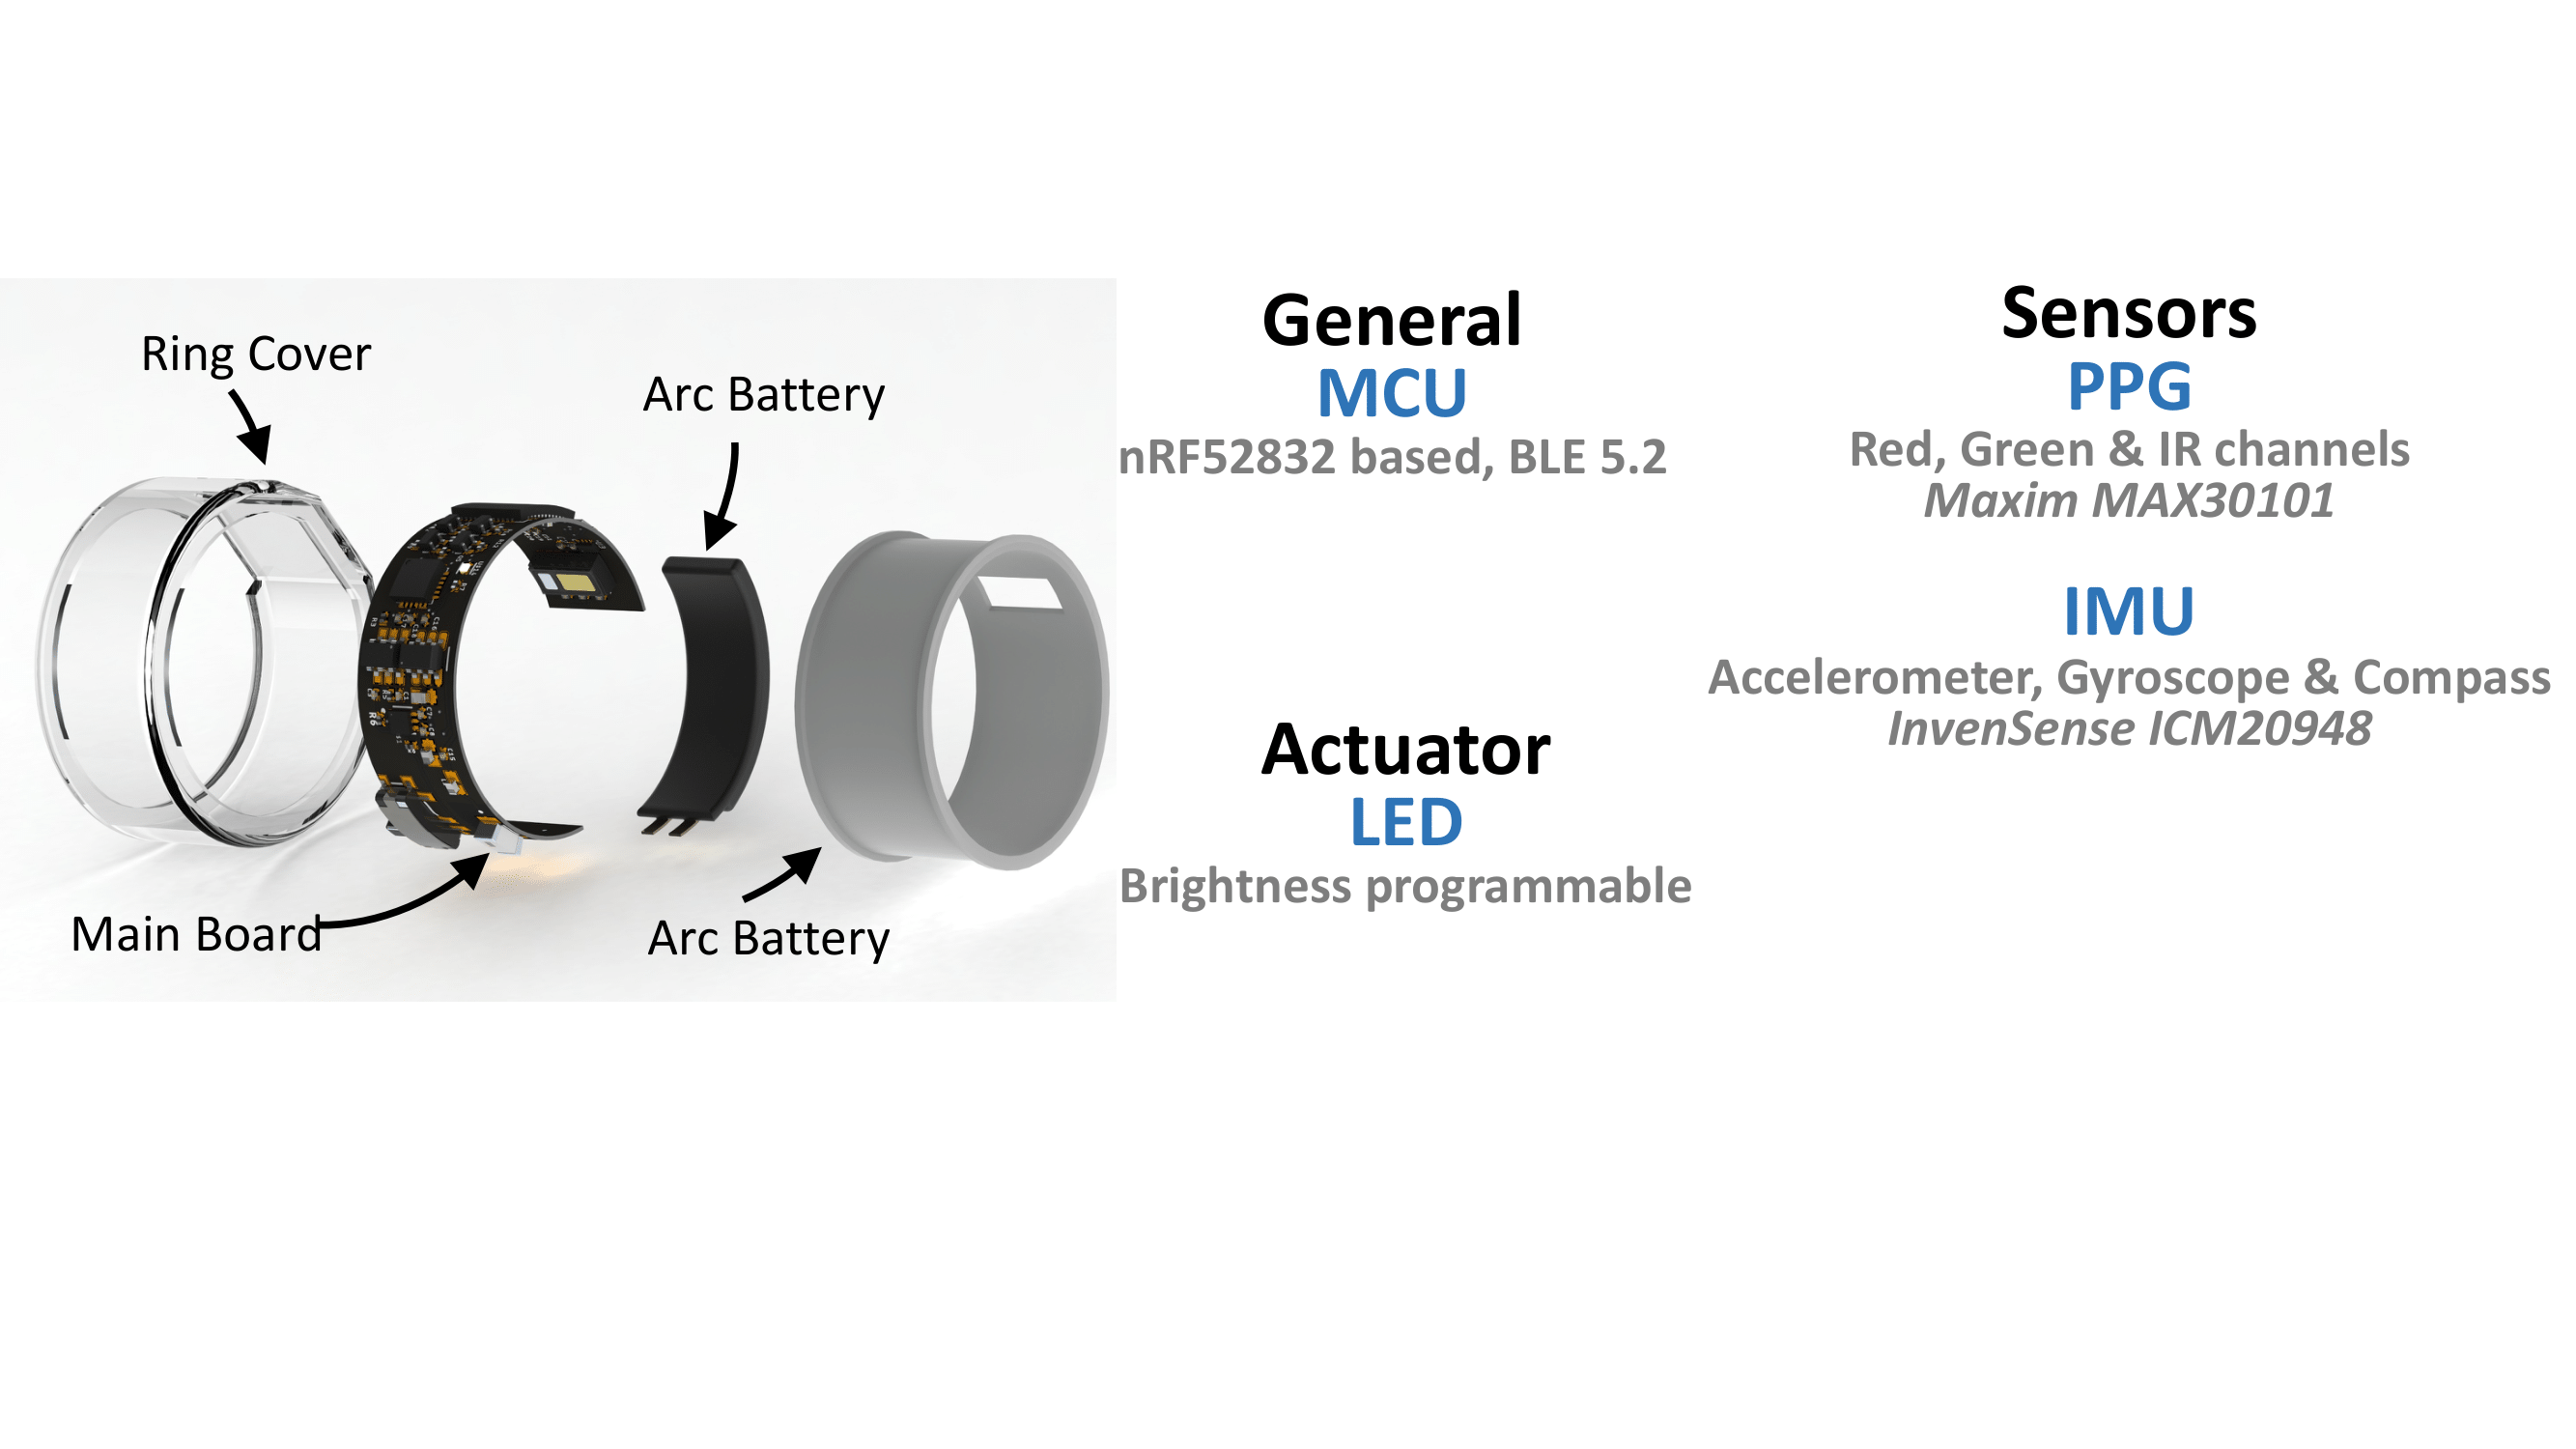 Ring Cover
Arc Battery
Main Board
Arc Battery
General
MCU
nRF52832 based, BLE 5.2
Actuator
LED
Brightness programmable
Sensors
PPG
Red, Green & IR channels
Maxim MAX30101
IMU
Accelerometer, Gyroscope & Compass
InvenSense ICM20948